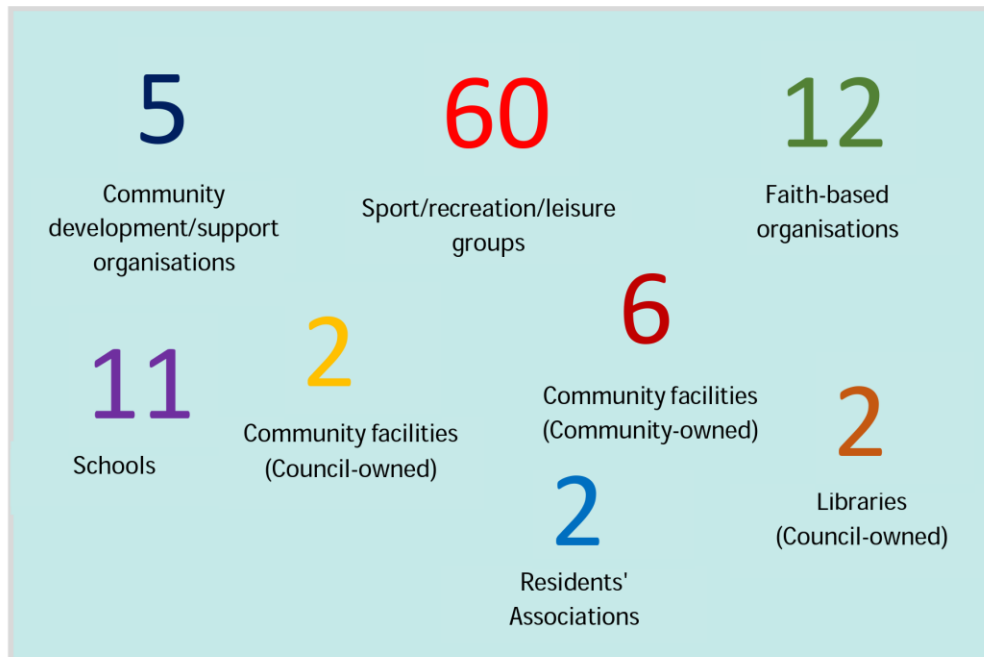 5
Community
development/support
organisations
60
Sport/recreation/leisure
groups
12
Faith-based
organisations
11
Schools
2
Community facilities
(Council-owned)
6
Community facilities
(Community-owned)
2
Residents'
Associations
2
Libraries
(Council-owned)